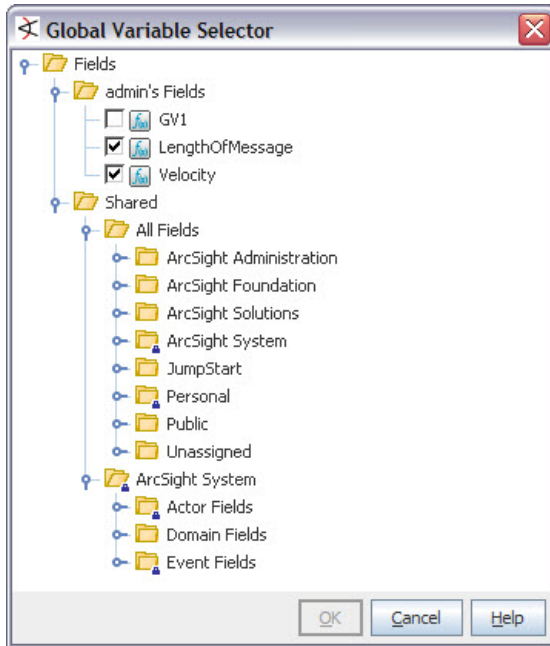 Global Variable Selector
Fields
admin's Fields
GV1
LengthOfMessage
Velocity
Shared
All Fields
ArcSight Administration
ArcSight Foundation
ArcSight Solutions
ArcSight System
JumpStart
Personal
Public
Unassigned
ArcSight System
Actor Fields
Domain Fields
Event Fields
OK Cancel Help